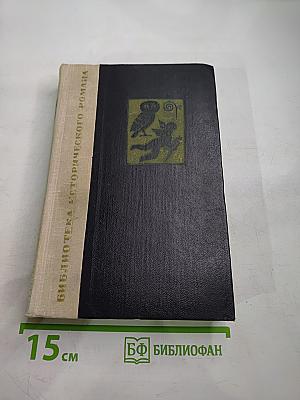 БИБЛИОТЕКА ИСТОРИЧЕСКОГО РОМАНА
15 см
БФ БИБЛИОФАН